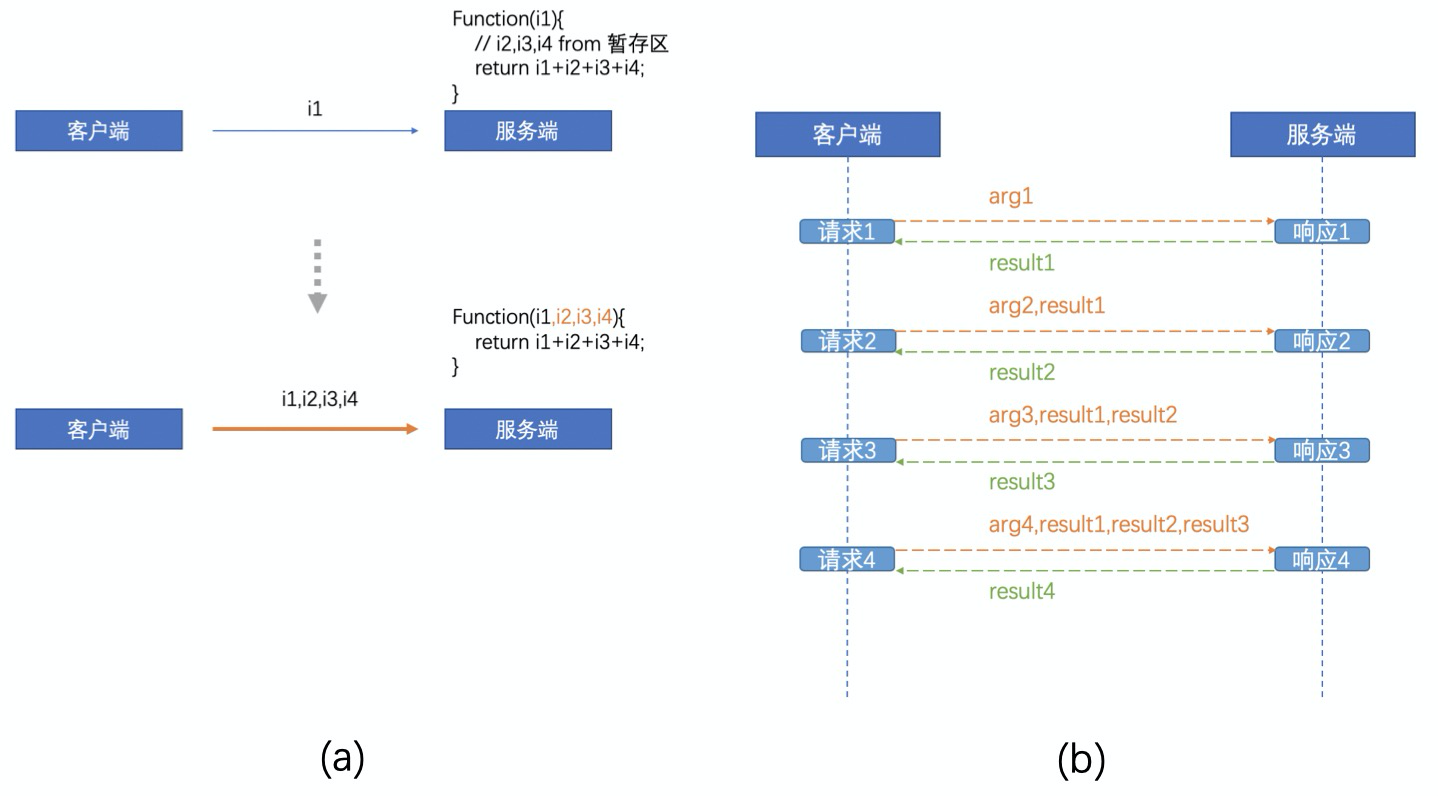 Function(i1){
// i2,i3,i4 from 暂存区
return i1+i2+i3+i4;
}
客户端
i1
服务端
Function(i1,i2,i3,i4){
return i1+i2+i3+i4;
}
i1,i2,i3,i4
客户端
服务端
(a)
客户端
服务端
arg1
请求1
响应1
result1
arg2,result1
请求2
响应2
result2
arg3,result1,result2
请求3
响应3
result3
arg4,result1,result2,result3
请求4
响应4
result4
(b)